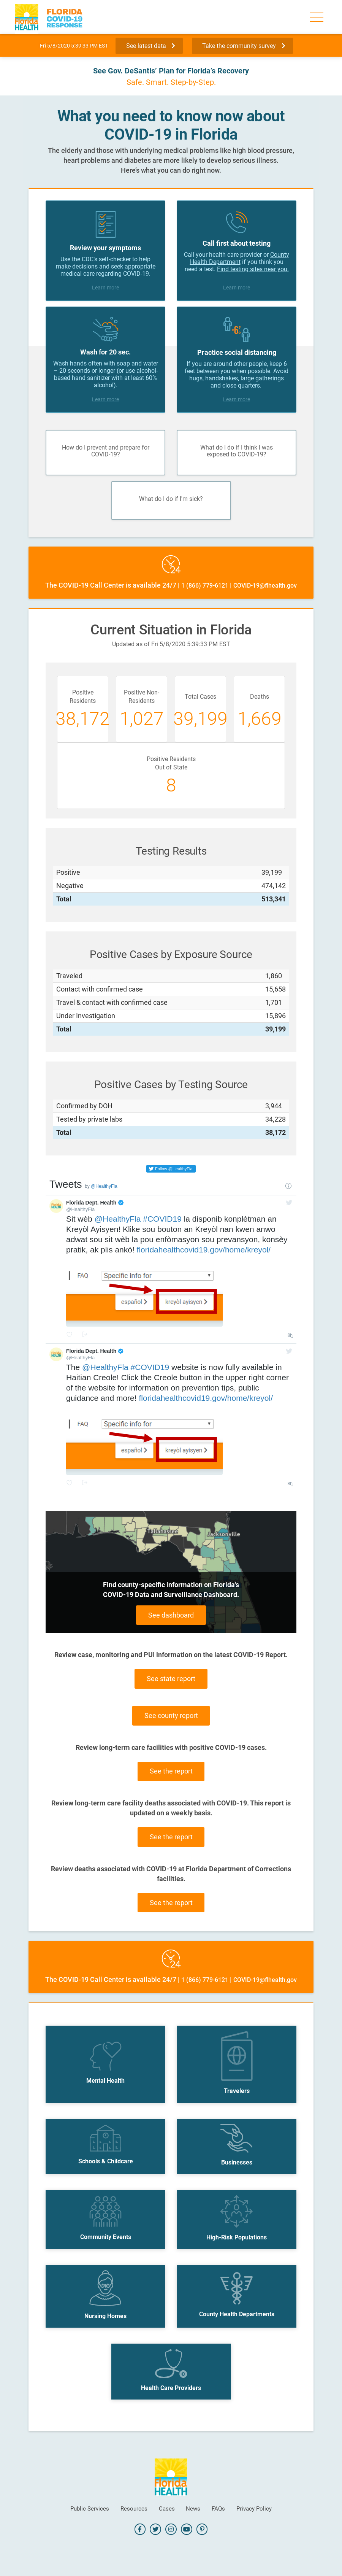 Florida
HEALTH
FLORIDA
COVID-19
RESPONSE
Fri 5/8/2020 5:39:33 PM EST
See latest data
Take the community survey
See Gov. DeSantis' Plan for Florida's Recovery
Safe. Smart. Step-by-Step.
What you need to know now about
COVID-19 in Florida
The elderly and those with underlying medical problems like high blood pressure,
heart problems and diabetes are more likely to develop serious illness.
Here's what you can do right now.
Review your symptoms
Use the CDC's self-checker to help
make decisions and seek appropriate
medical care regarding COVID-19.
Learn more
Call first about testing
Call your health care provider or County
Health Department if you think you
need a test. Find testing sites near you.
Learn more
Wash for 20 sec.
Wash hands often with soap and water
– 20 seconds or longer (or use alcohol-
based hand sanitizer with at least 60%
alcohol).
Learn more
6'
Practice social distancing
If you are around other people, keep 6
feet between you when possible. Avoid
hugs, handshakes, large gatherings
and close quarters.
Learn more
How do I prevent and prepare for
COVID-19?
What do I do if I think I was
exposed to COVID-19?
What do I do if I'm sick?
24
The COVID-19 Call Center is available 24/7 | 1 (866) 779-6121 | COVID-19@flhealth.gov
Current Situation in Florida
Updated as of Fri 5/8/2020 5:39:33 PM EST
Positive
Residents
38,172
Positive Non-
Residents
1,027
Total Cases
39,199
Deaths
1,669
Positive Residents
Out of State
8
Testing Results
Positive 39,199
Negative 474,142
Total 513,341
Positive Cases by Exposure Source
Traveled 1,860
Contact with confirmed case 15,658
Travel & contact with confirmed case 1,701
Under Investigation 15,896
Total 39,199
Positive Cases by Testing Source
Confirmed by DOH 3,944
Tested by private labs 34,228
Total 38,172
Follow @HealthyFla
Tweets by @HealthyFla
Florida Dept. Health
@HealthyFla
Sit wèb @HealthyFla #COVID19 la disponib konplètman an
Kreyòl Ayisyen! Klike sou bouton an Kreyòl nan kwen anwo
adwat sou sit wèb la pou enfòmasyon sou prevansyon, konsèy
pratik, ak plis ankò! floridahealthcovid19.gov/home/kreyol/
FAQ Specific info for
español kreyòl ayisyen
Florida Dept. Health
@HealthyFla
The @HealthyFla #COVID19 website is now fully available in
Haitian Creole! Click the Creole button in the upper right corner
of the website for information on prevention tips, public
guidance and more! floridahealthcovid19.gov/home/kreyol/
FAQ Specific info for
español kreyòl ayisyen
Tallahassee
Jacksonville
Find county-specific information on Florida's
COVID-19 Data and Surveillance Dashboard.
See dashboard
Review case, monitoring and PUI information on the latest COVID-19 Report.
See state report
See county report
Review long-term care facilities with positive COVID-19 cases.
See the report
Review long-term care facility deaths associated with COVID-19. This report is
updated on a weekly basis.
See the report
Review deaths associated with COVID-19 at Florida Department of Corrections
facilities.
See the report
24
The COVID-19 Call Center is available 24/7 | 1 (866) 779-6121 | COVID-19@flhealth.gov
Mental Health
Travelers
Schools & Childcare
Businesses
Community Events
High-Risk Populations
Nursing Homes
County Health Departments
Health Care Providers
Florida
HEALTH
Public Services Resources Cases News FAQs Privacy Policy